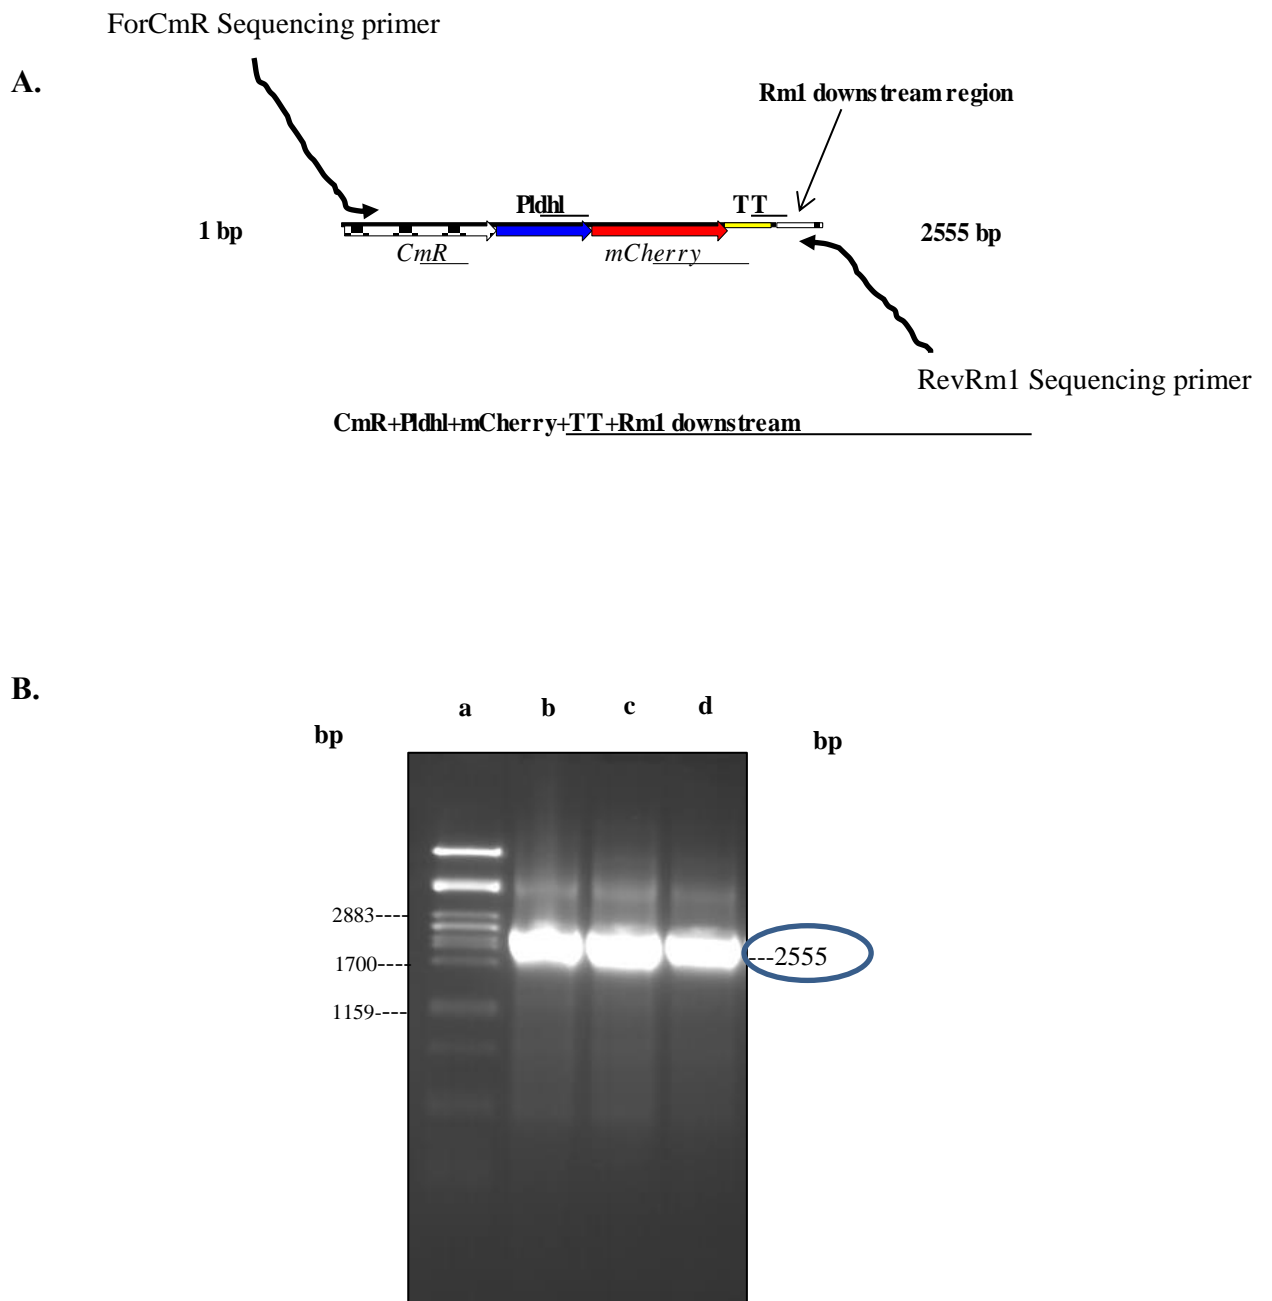 ForCmR Sequencing primer
A.
Rm1 downstream region
Pldhl
TT
1 bp
2555 bp
CmR
mCherry
RevRm1 Sequencing primer
CmR+Pldhl+mCherry+TT+Rm1 downstream
B.
a b c d
bp
bp
2883----
---2555
1700----
1159----